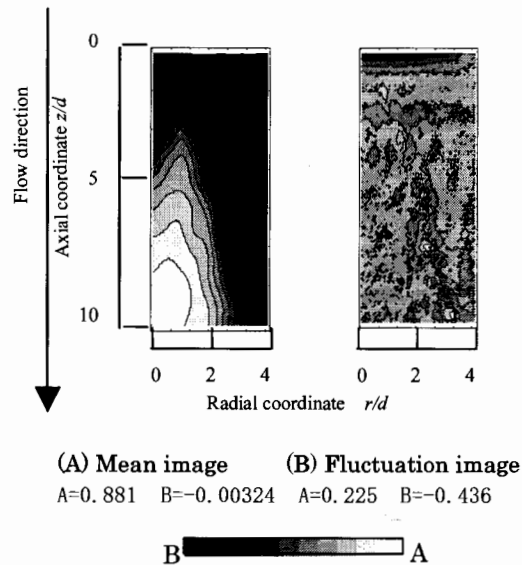 0
5
10
Flow direction
Axial coordinate z/d
0 2 4 0 2 4
Radial coordinate r/d
(A) Mean image (B) Fluctuation image
A=0.881 B=-0.00324 A=0.225 B=-0.436
B A